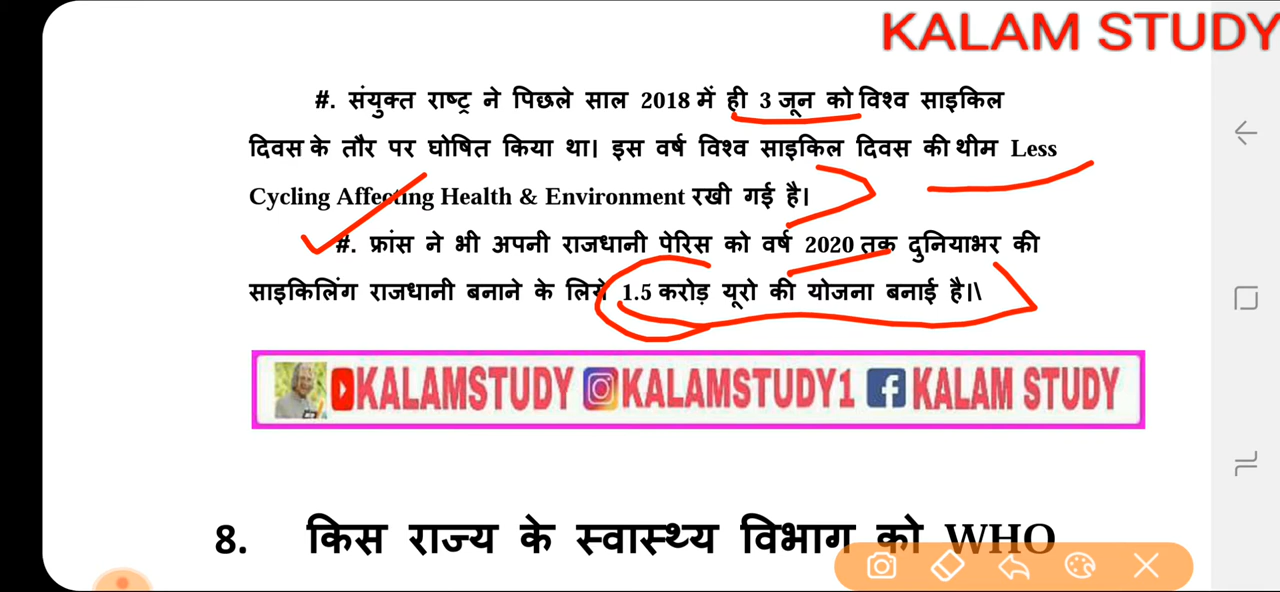 KALAM STUDY
#. संयुक्त राष्ट्र ने पिछले साल 2018 में ही 3 जून को विश्व साइकिल
दिवस के तौर पर घोषित किया था। इस वर्ष विश्व साइकिल दिवस की थीम Less
Cycling Affecting Health & Environment रखी गई है।
#. फ्रांस ने भी अपनी राजधानी पेरिस को वर्ष 2020 तक दुनियाभर की
साइकिलिंग राजधानी बनाने के लिये 1.5 करोड़ यूरो की योजना बनाई है।\
KALAMSTUDY KALAMSTUDY1 KALAM STUDY
8. किस राज्य के स्वास्थ्य विभाग को WHO